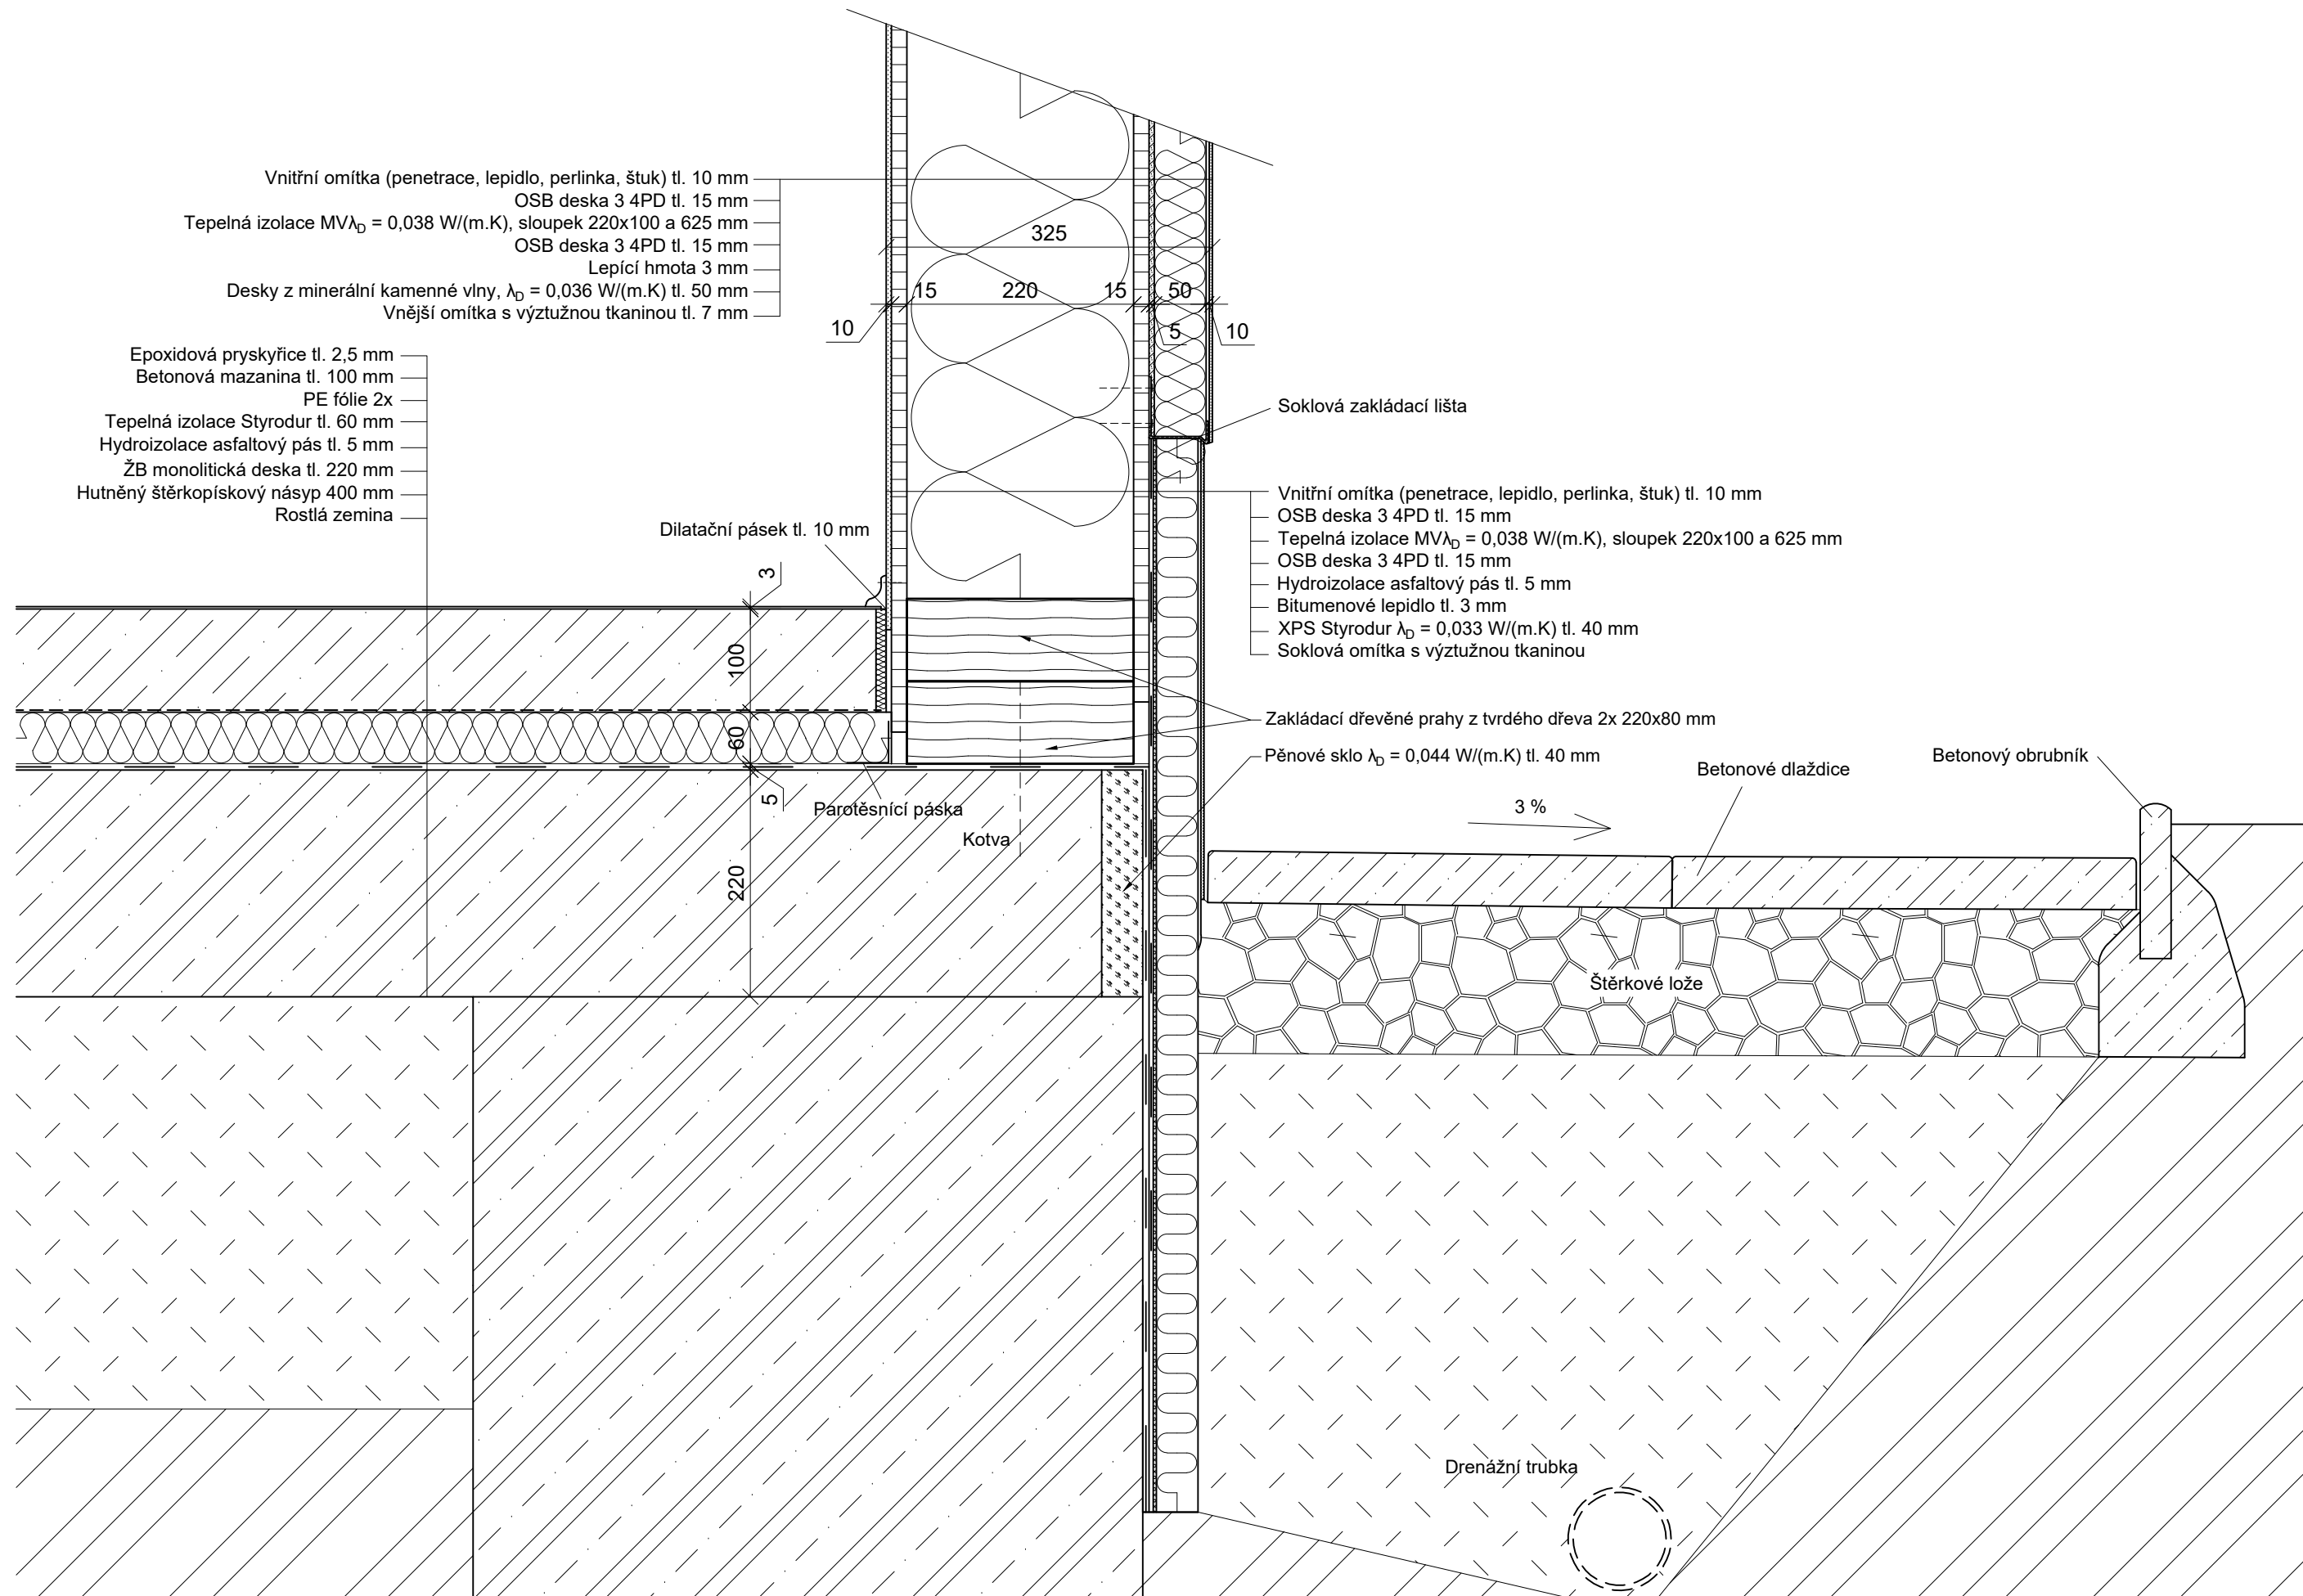 Vnitřní omítka (penetrace, lepidlo, perlinka, štuk) tl. 10 mm
OSB deska 3 4PD tl. 15 mm
Tepelná izolace MVλD = 0,038 W/(m.K), sloupek 220x100 a 625 mm
OSB deska 3 4PD tl. 15 mm
Lepící hmota 3 mm
Desky z minerální kamenné vlny, λD = 0,036 W/(m.K) tl. 50 mm
Vnější omítka s výztužnou tkaninou tl. 7 mm
325
15 220 15 50
10 5 10
Epoxidová pryskyřice tl. 2,5 mm
Betonová mazanina tl. 100 mm
PE fólie 2x
Tepelná izolace Styrodur tl. 60 mm
Hydroizolace asfaltový pás tl. 5 mm
ŽB monolitická deska tl. 220 mm
Hutněný štěrkopískový násyp 400 mm
Rostlá zemina
Soklová zakládací lišta
Vnitřní omítka (penetrace, lepidlo, perlinka, štuk) tl. 10 mm
OSB deska 3 4PD tl. 15 mm
Tepelná izolace MVλD = 0,038 W/(m.K), sloupek 220x100 a 625 mm
OSB deska 3 4PD tl. 15 mm
Hydroizolace asfaltový pás tl. 5 mm
Bitumenové lepidlo tl. 3 mm
XPS Styrodur λD = 0,033 W/(m.K) tl. 40 mm
Soklová omítka s výztužnou tkaninou
Dilatační pásek tl. 10 mm
3
100
60
5
220
Zakládací dřevěné prahy z tvrdého dřeva 2x 220x80 mm
Pěnové sklo λD = 0,044 W/(m.K) tl. 40 mm
Betonové dlaždice
Betonový obrubník
3 %
Parotěsnící páska
Kotva
Štěrkové lože
Drenážní trubka